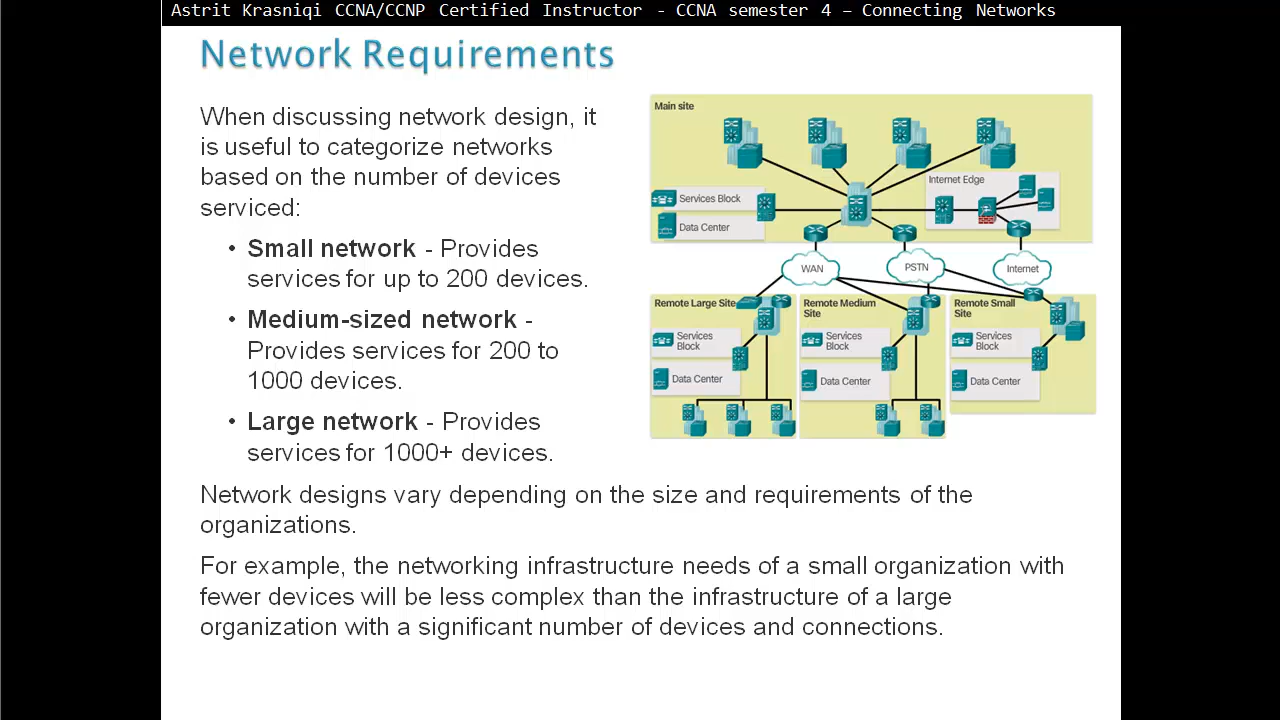 Astrit Krasniqi CCNA/CCNP Certified Instructor - CCNA semester 4 – Connecting Networks
Network Requirements
When discussing network design, it
is useful to categorize networks
based on the number of devices
serviced:
• Small network - Provides
services for up to 200 devices.
• Medium-sized network -
Provides services for 200 to
1000 devices.
• Large network - Provides
services for 1000+ devices.
Network designs vary depending on the size and requirements of the
organizations.
For example, the networking infrastructure needs of a small organization with
fewer devices will be less complex than the infrastructure of a large
organization with a significant number of devices and connections.
Main site
Internet Edge
Services Block
Data Center
WAN
PSTN
Internet
Remote Large Site
Services
Block
Data Center
Remote Medium
Site
Services
Block
Data Center
Remote Small
Site
Services
Block
Data Center